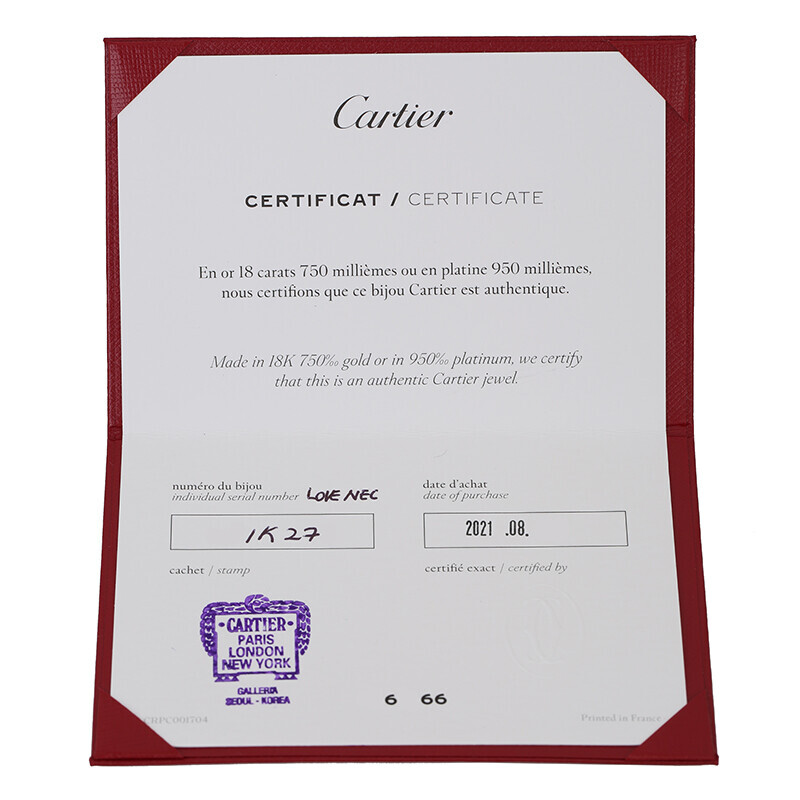 Cartier
CERTIFICAT / CERTIFICATE
En or 18 carats 750 millièmes ou en platine 950 millièmes,
nous certifions que ce bijou Cartier est authentique.
Made in 18K 750‰ gold or in 950‰ platinum, we certify
that this is an authentic Cartier jewel.
numéro du bijou
individual serial number LOVE NEC
1K27
date d'achat
date of purchase
2021 .08.
cachet / stamp
certifié exact / certified by
•CARTIER•
PARIS
LONDON
NEW YORK
GALLERIA
SEOUL - KOREA
6 66
CRPC001704
Printed in France